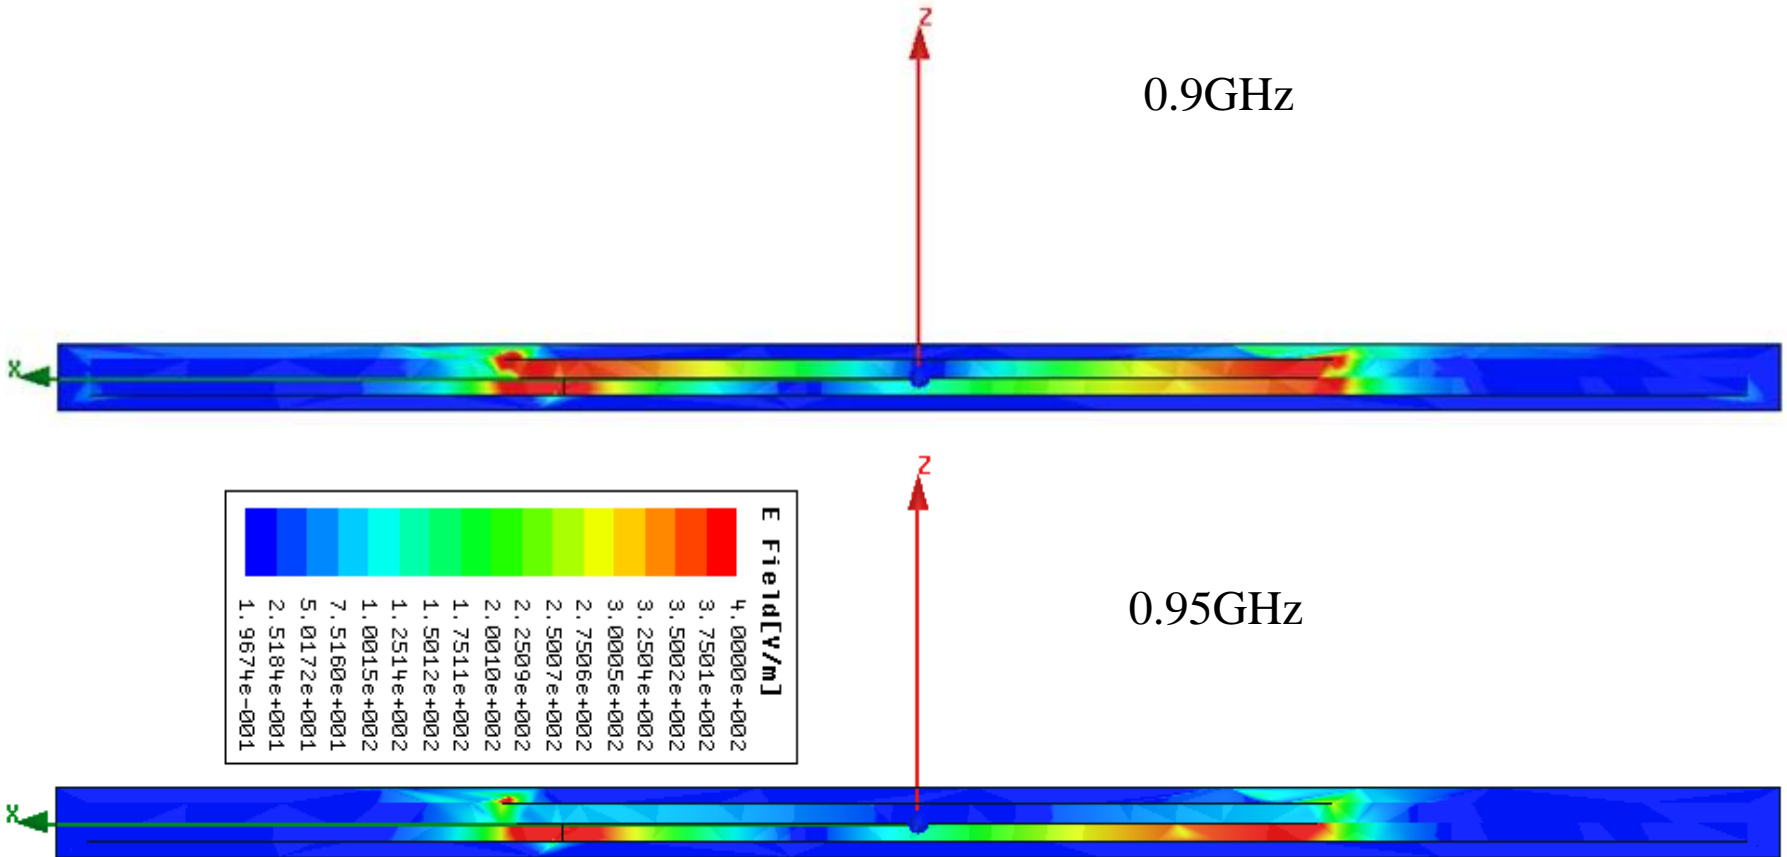 Z
0.9GHz
X
Z
E Field[V/m]
4.0000e+002
3.7501e+002
3.5002e+002
3.2504e+002
3.0005e+002
2.7506e+002
2.5007e+002
2.2509e+002
2.0010e+002
1.7511e+002
1.5012e+002
1.2514e+002
1.0015e+002
7.5160e+001
5.0172e+001
2.5184e+001
1.9674e-001
0.95GHz
X